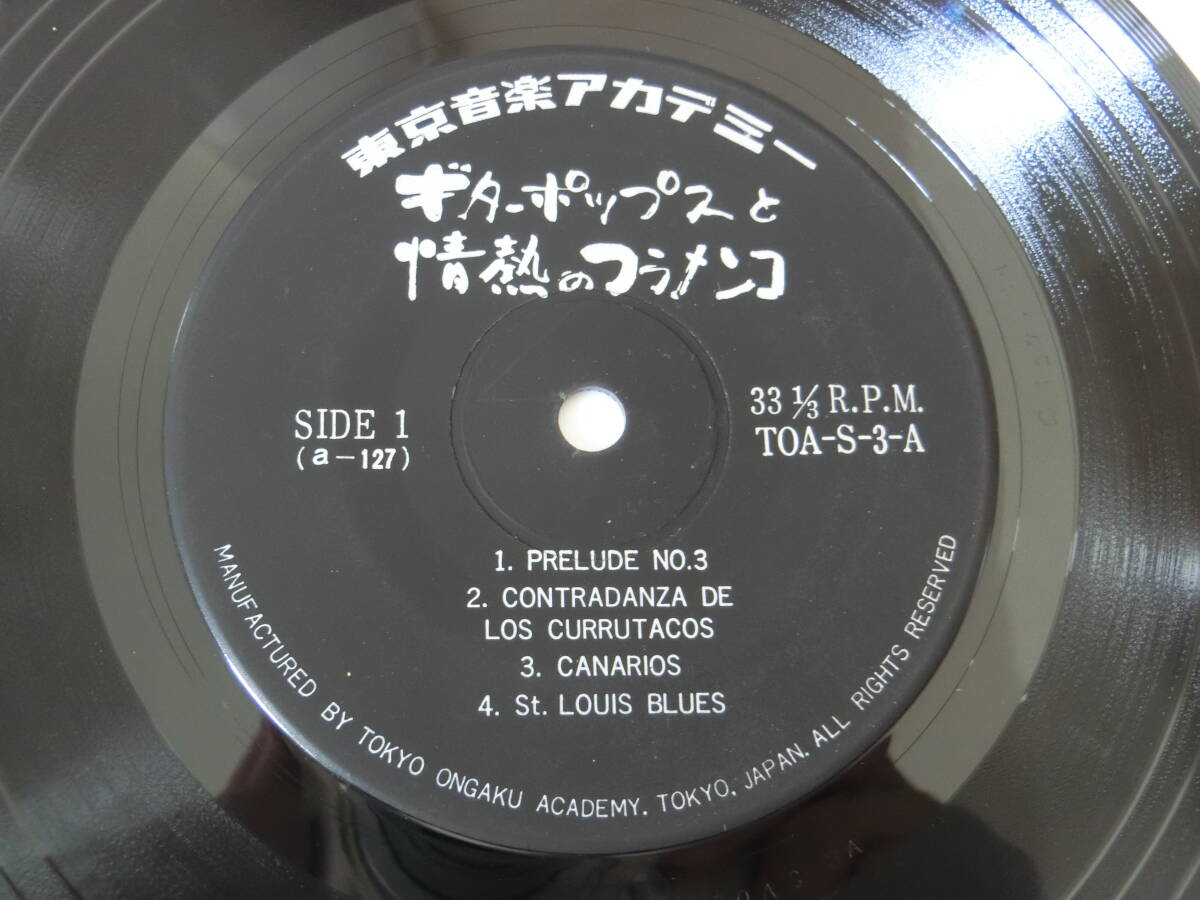 東京音楽アカデミー
ギターポップスと
情熱のフラメンコ
SIDE 1
(a-127)
33 ⅓ R.P.M.
TOA-S-3-A
1. PRELUDE NO.3
2. CONTRADANZA DE
LOS CURRUTACOS
3. CANARIOS
4. St. LOUIS BLUES
MANUFACTURED BY TOKYO ONGAKU ACADEMY. TOKYO, JAPAN. ALL RIGHTS RESERVED